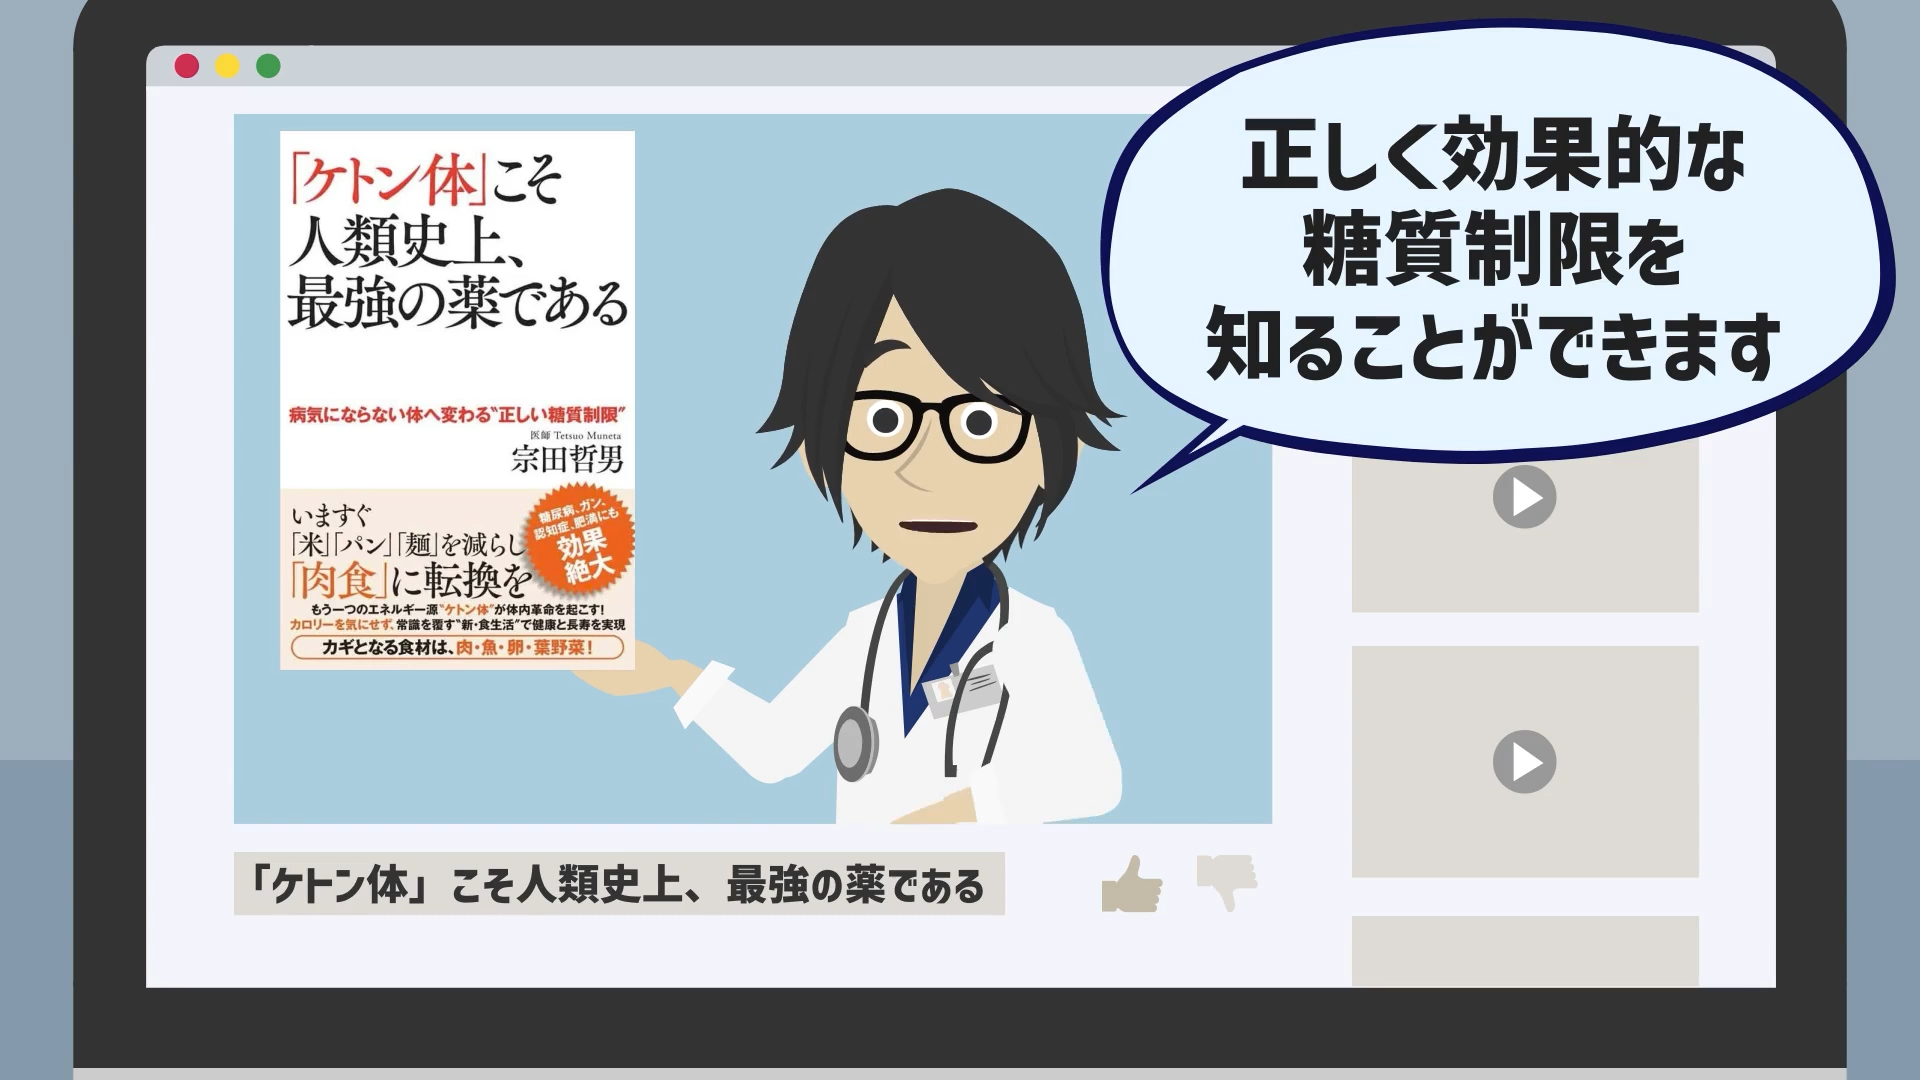 正しく効果的な
糖質制限を
知ることができます
「ケトン体」こそ
人類史上、
最強の薬である
病気にならない体へ変わる“正しい糖質制限”
医師 Tetsuo Muneta
宗田哲男
いますぐ
「米」「パン」「麺」を減らし
「肉食」に転換を
糖尿病、ガン、
認知症、肥満にも
効果
絶大
もう一つのエネルギー源“ケトン体”が体内革命を起こす!
カロリーを気にせず、常識を覆す“新・食生活”で健康と長寿を実現
カギとなる食材は、肉・魚・卵・葉野菜!
「ケトン体」こそ人類史上、最強の薬である